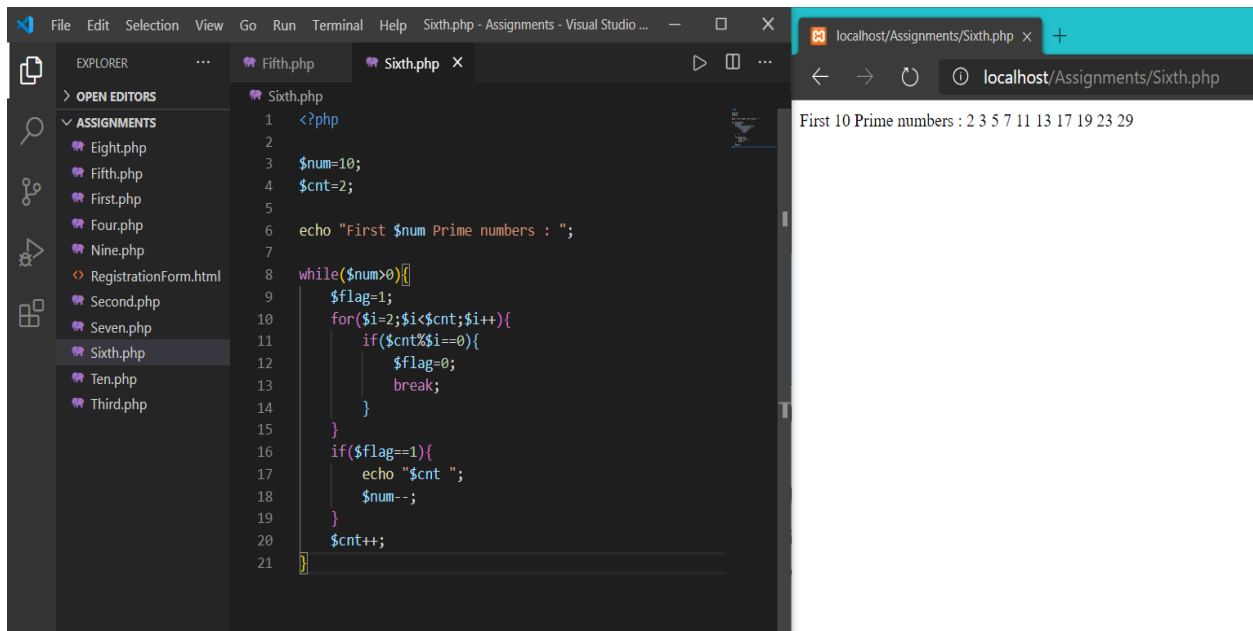 File Edit Selection View Go Run Terminal Help Sixth.php - Assignments - Visual Studio ...
EXPLORER ...
OPEN EDITORS
ASSIGNMENTS
Eight.php
Fifth.php
First.php
Four.php
Nine.php
RegistrationForm.html
Second.php
Seven.php
Sixth.php
Ten.php
Third.php
Fifth.php Sixth.php
Sixth.php
1 <?php
2
3 $num=10;
4 $cnt=2;
5
6 echo "First $num Prime numbers : ";
7
8 while($num>0){
9 $flag=1;
10 for($i=2;$i<$cnt;$i++){
11 if($cnt%$i==0){
12 $flag=0;
13 break;
14 }
15 }
16 if($flag==1){
17 echo "$cnt ";
18 $num--;
19 }
20 $cnt++;
21 }
localhost/Assignments/Sixth.php
localhost/Assignments/Sixth.php
First 10 Prime numbers : 2 3 5 7 11 13 17 19 23 29